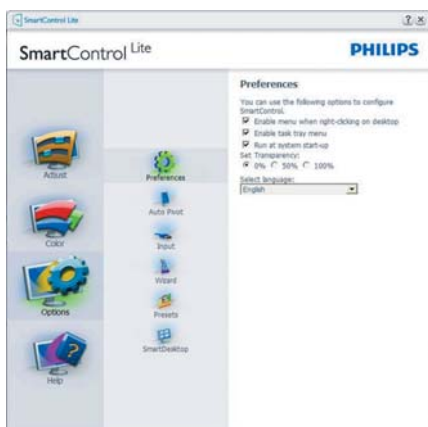 SmartControl Lite
SmartControl Lite
PHILIPS
Adjust
Color
Options
Help
Preferences
Auto Pivot
Input
Wizard
Presets
SmartDesktop
Preferences
You can use the following options to configure
SmartControl.
Enable menu when right-clicking on desktop
Enable task tray menu
Run at system start-up
Set Transparency:
0% 50% 100%
Select language:
English